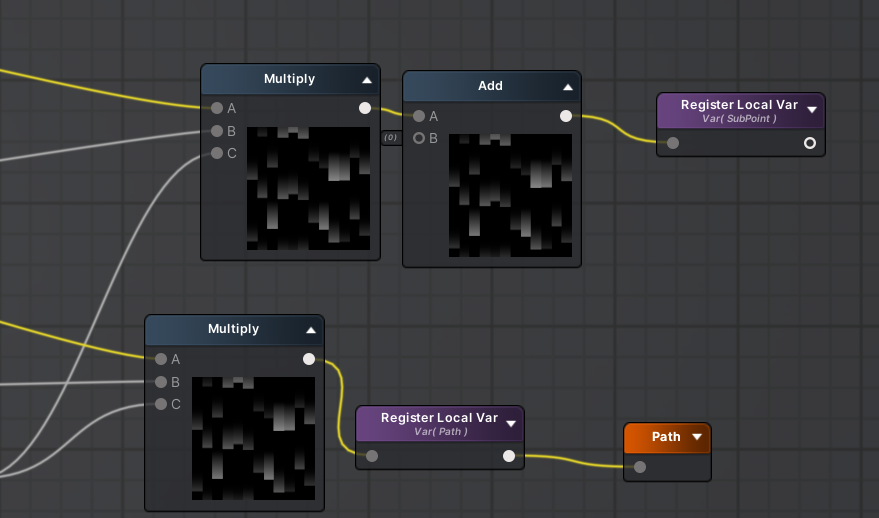 Multiply
A
B
C
Add
A
(0)
B
Register Local Var
Var( SubPoint )
Multiply
A
B
C
Register Local Var
Var( Path )
Path